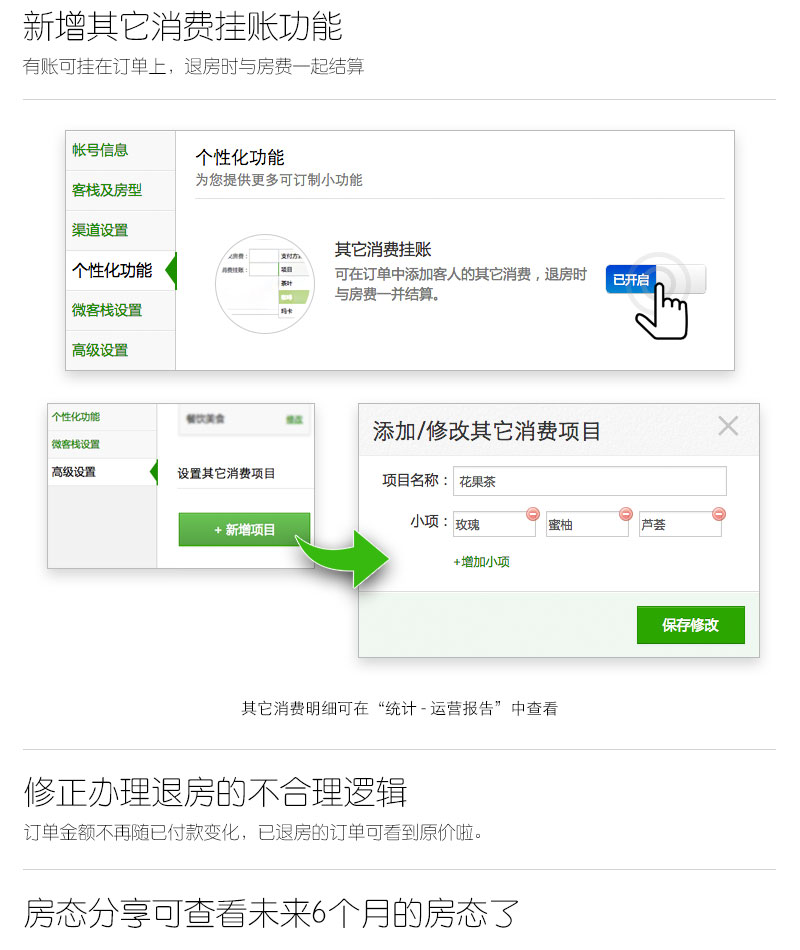 新增其它消费挂账功能
有账可挂在订单上，退房时与房费一起结算
帐号信息
客栈及房型
渠道设置
个性化功能
微客栈设置
高级设置
个性化功能
为您提供更多可订制小功能
消费挂账：
支付方
项目
茶叶
咖啡
玛卡
其它消费挂账
可在订单中添加客人的其它消费，退房时
与房费一并结算。
已开启
个性化功能
微客栈设置
高级设置
餐饮美食
修改
设置其它消费项目
+ 新增项目
添加/修改其它消费项目
项目名称：
花果茶
小项：
玫瑰
蜜柚
芦荟
+增加小项
保存修改
其它消费明细可在“统计 - 运营报告”中查看
修正办理退房的不合理逻辑
订单金额不再随已付款变化，已退房的订单可看到原价啦。
房态分享可查看未来6个月的房态了